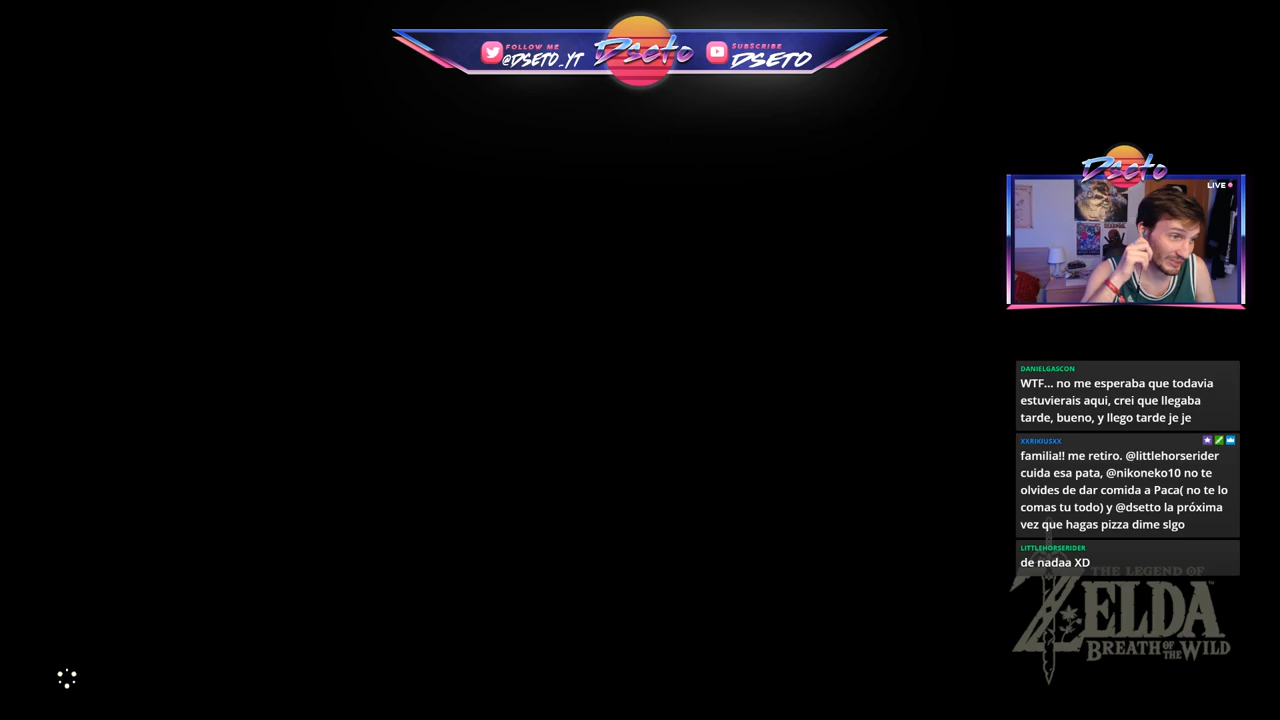 FOLLOW ME
@DSETO_YT
Dseto
SUBSCRIBE
DSETO
Dseto
LIVE
DANIELGASCON
WTF... no me esperaba que todavia
estuvierais aqui, crei que llegaba
tarde, bueno, y llego tarde je je
XXRIKIUSXX
familia!! me retiro. @littlehorserider
cuida esa pata, @nikoneko10 no te
olvides de dar comida a Paca( no te lo
comas tu todo) y @dsetto la próxima
vez que hagas pizza dime slgo
LITTLEHORSERIDER
de nadaa XD
THE LEGEND OF
ZELDA
BREATH OF THE WILD